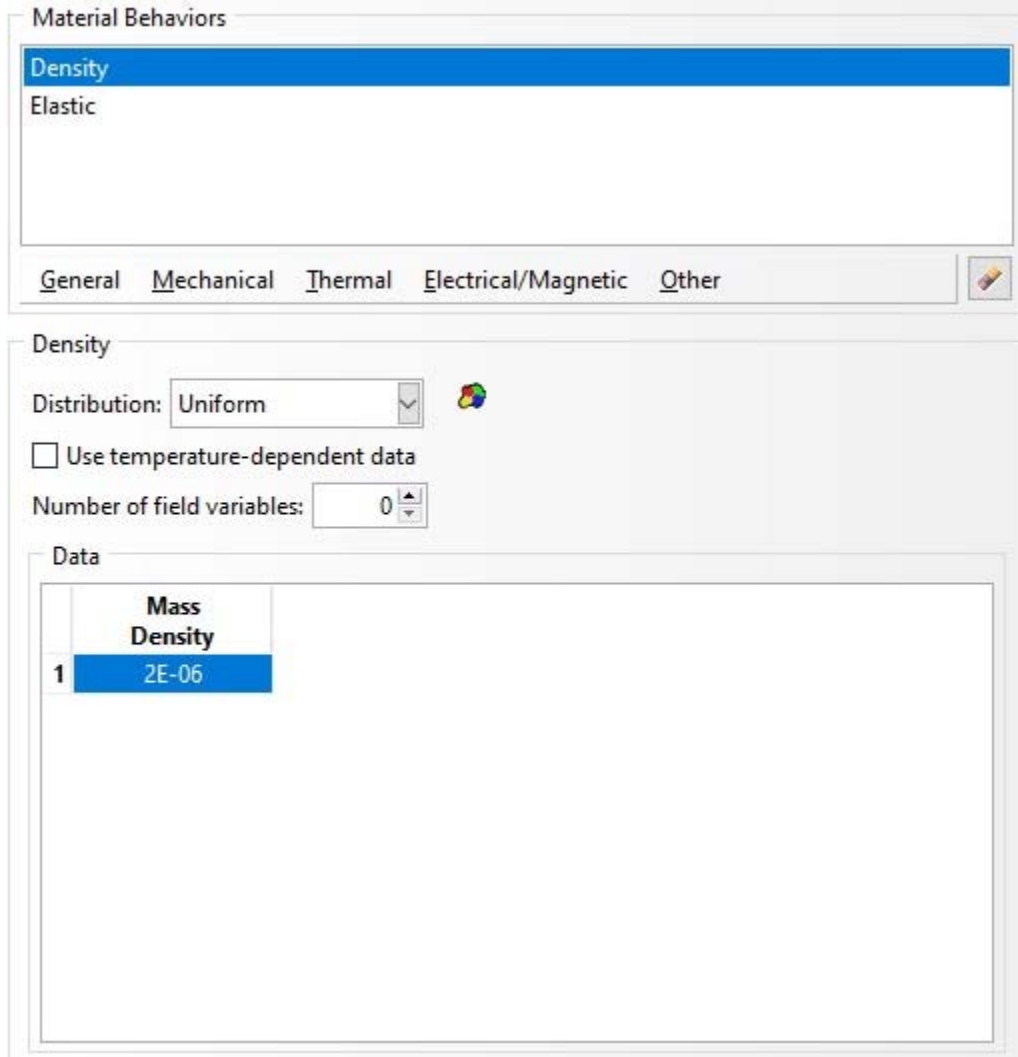 Material Behaviors
Density
Elastic
General Mechanical Thermal Electrical/Magnetic Other
Density
Distribution: Uniform
Use temperature-dependent data
Number of field variables: 0
Data
Mass
Density
1 2E-06